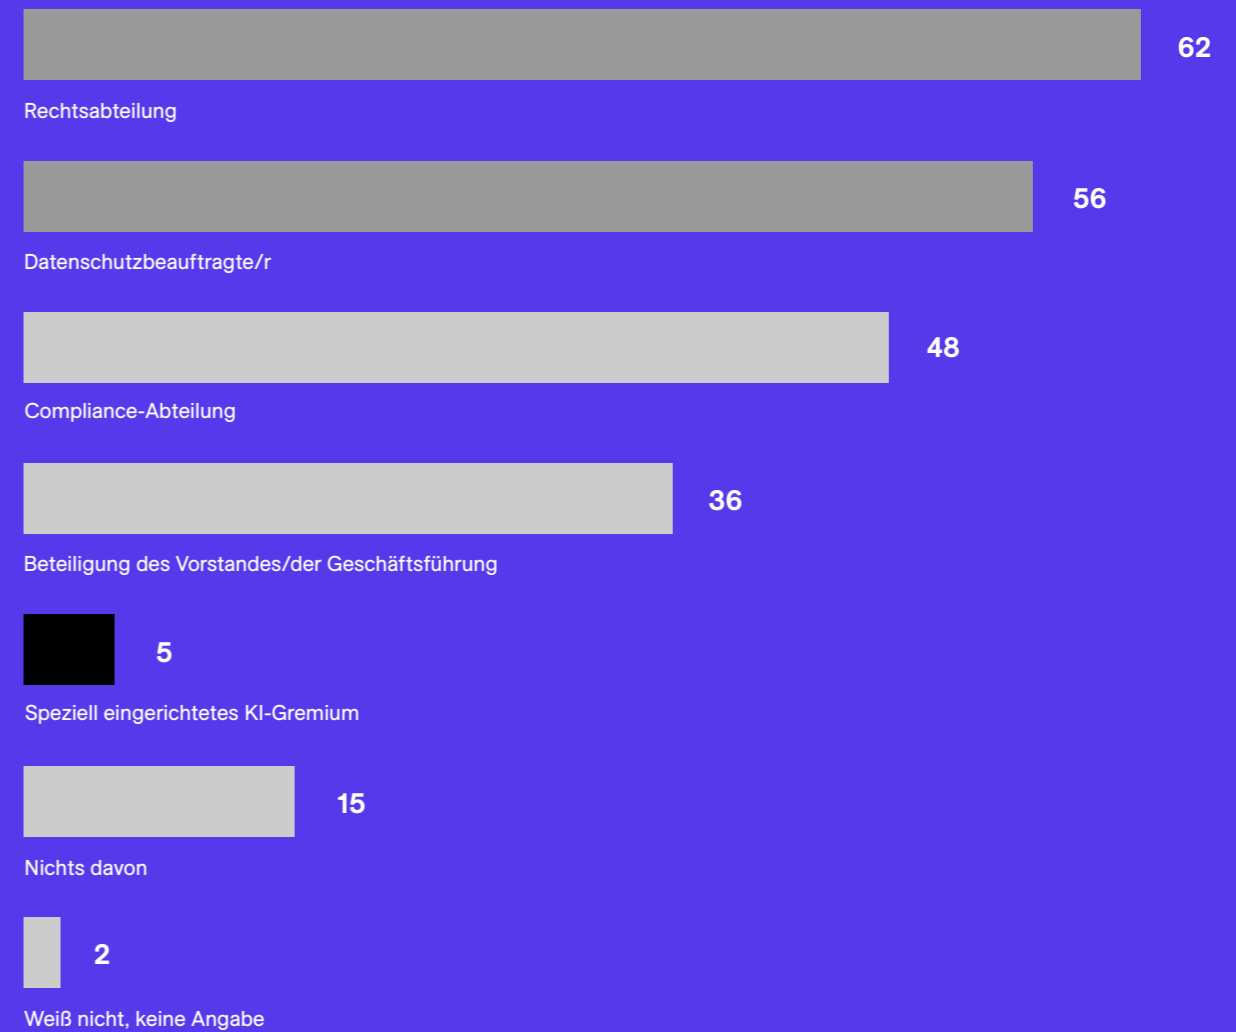 62
Rechtsabteilung
56
Datenschutzbeauftragte/r
48
Compliance-Abteilung
36
Beteiligung des Vorstandes/der Geschäftsführung
5
Speziell eingerichtetes KI-Gremium
15
Nichts davon
2
Weiß nicht, keine Angabe